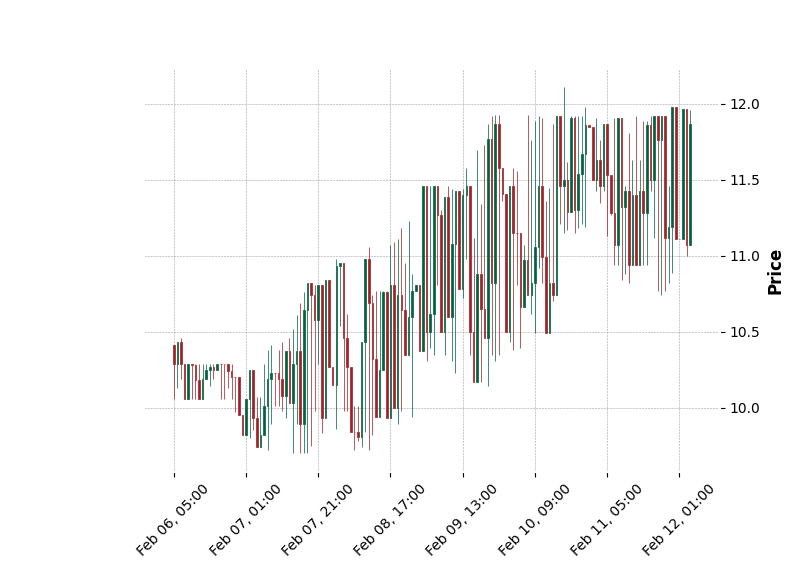 12.0
11.5
11.0
10.5
10.0
Price
Feb 06, 05:00
Feb 07, 01:00
Feb 07, 21:00
Feb 08, 17:00
Feb 09, 13:00
Feb 10, 09:00
Feb 11, 05:00
Feb 12, 01:00